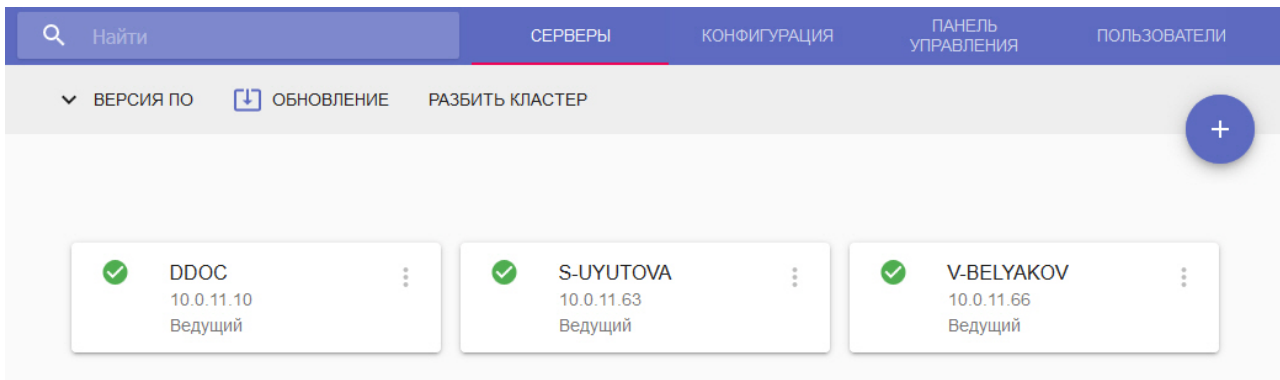 Найти
СЕРВЕРЫ
КОНФИГУРАЦИЯ
ПАНЕЛЬ
УПРАВЛЕНИЯ
ПОЛЬЗОВАТЕЛИ
ВЕРСИЯ ПО
ОБНОВЛЕНИЕ
РАЗБИТЬ КЛАСТЕР
DDOC
10.0.11.10
Ведущий
S-UYUTOVA
10.0.11.63
Ведущий
V-BELYAKOV
10.0.11.66
Ведущий